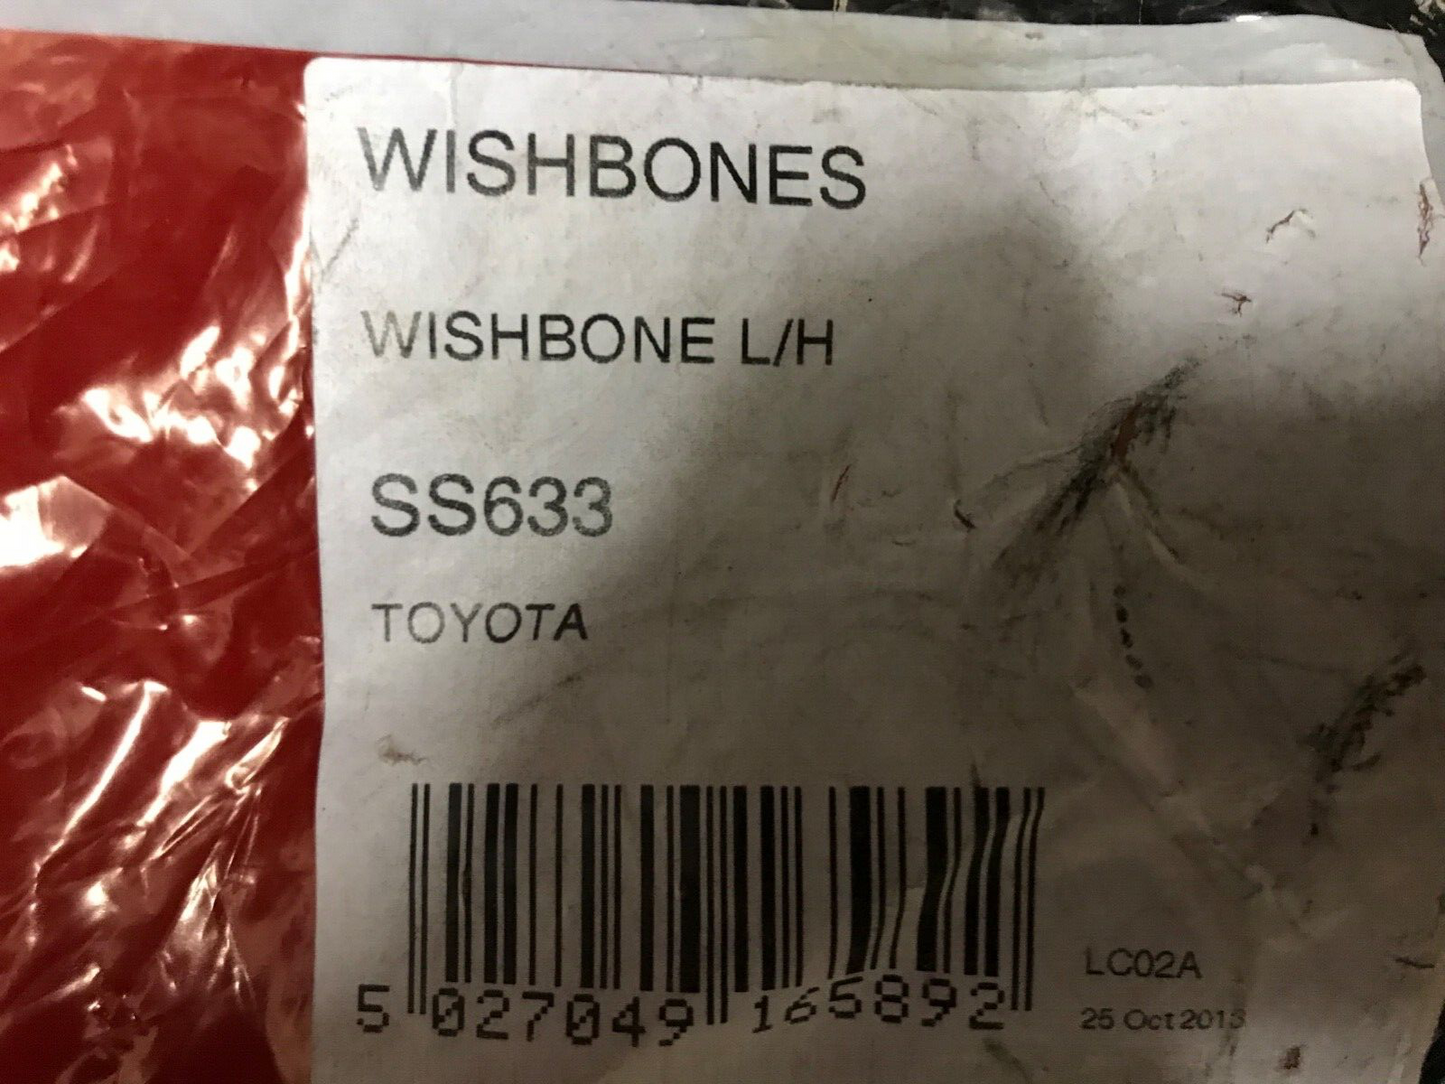 WISHBONES
WISHBONE L/H
SS633
TOYOTA
5 027049 165892
LC02A
25 Oct 2013